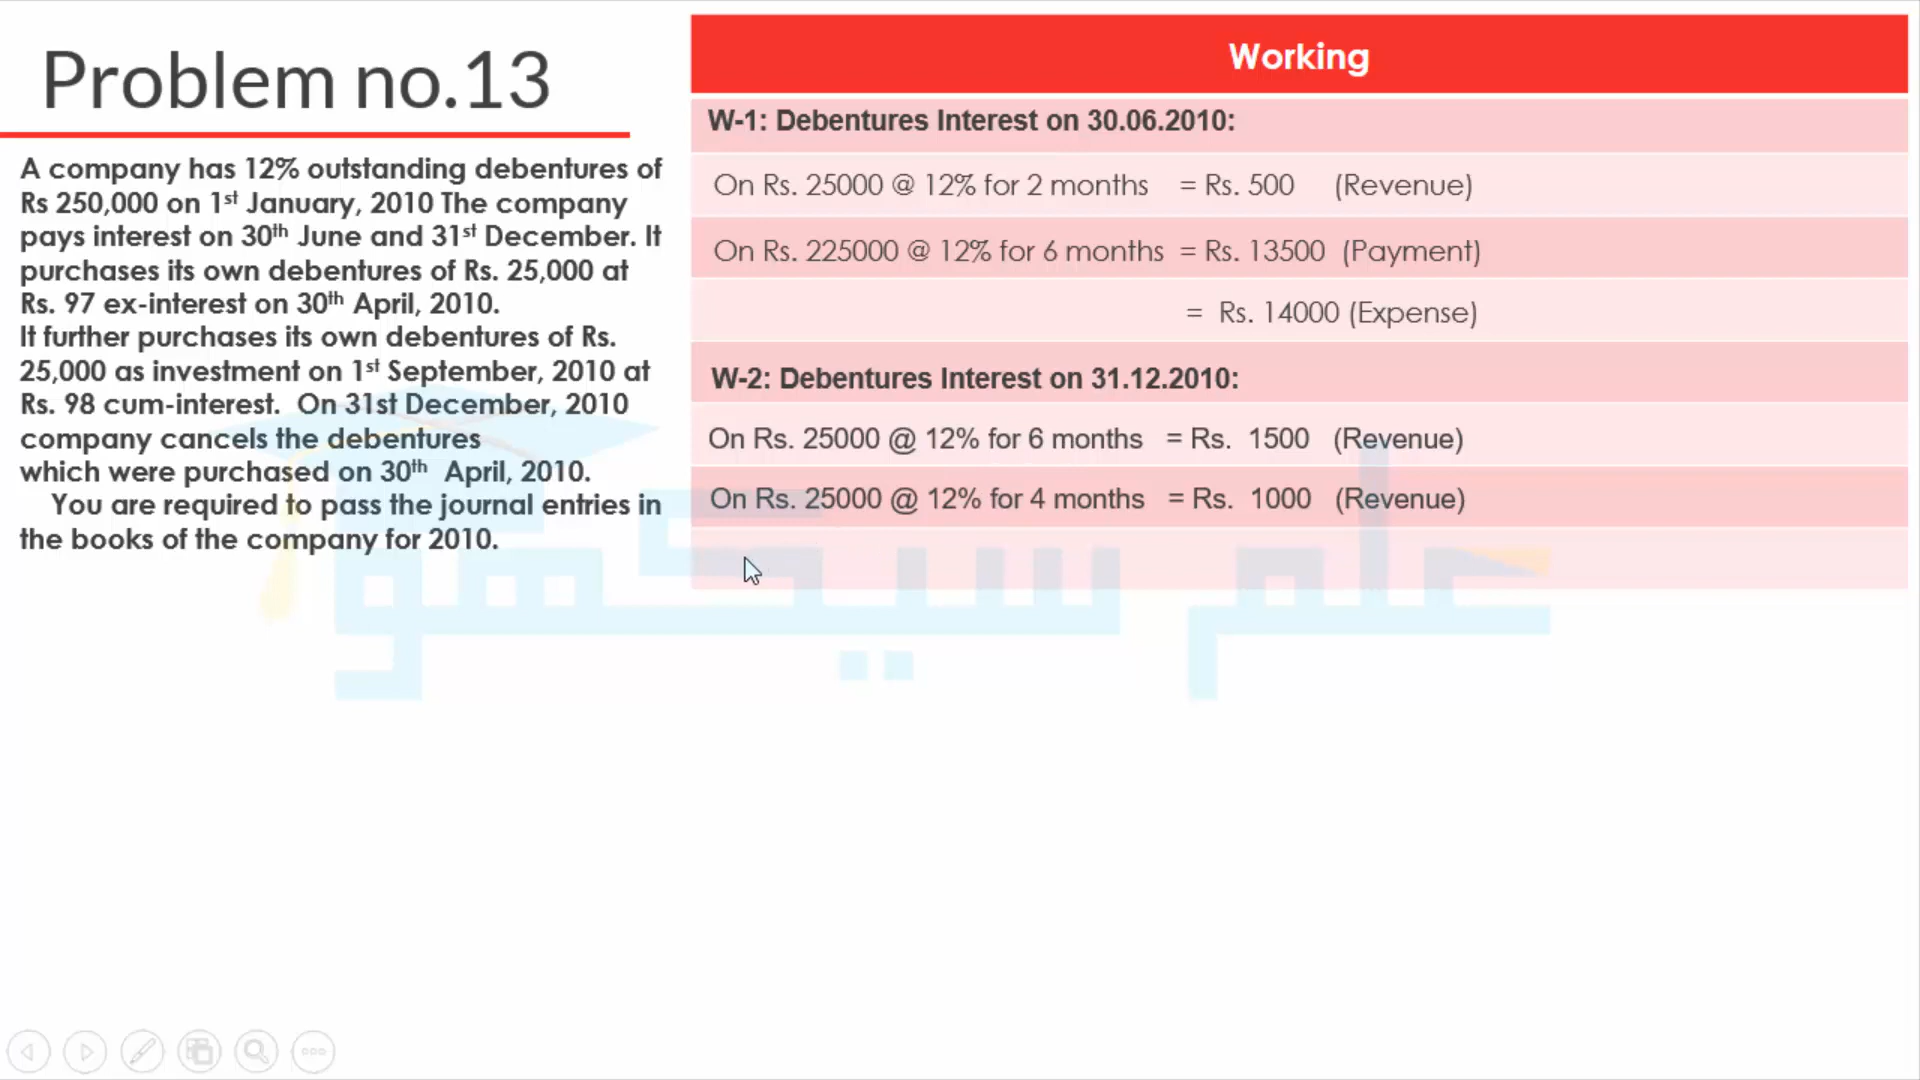 Problem no.13
A company has 12% outstanding debentures of
Rs 250,000 on 1st January, 2010 The company
pays interest on 30th June and 31st December. It
purchases its own debentures of Rs. 25,000 at
Rs. 97 ex-interest on 30th April, 2010.
It further purchases its own debentures of Rs.
25,000 as investment on 1st September, 2010 at
Rs. 98 cum-interest. On 31st December, 2010
company cancels the debentures
which were purchased on 30th April, 2010.
You are required to pass the journal entries in
the books of the company for 2010.
Working
W-1: Debentures Interest on 30.06.2010:
On Rs. 25000 @ 12% for 2 months = Rs. 500 (Revenue)
On Rs. 225000 @ 12% for 6 months = Rs. 13500 (Payment)
= Rs. 14000 (Expense)
W-2: Debentures Interest on 31.12.2010:
On Rs. 25000 @ 12% for 6 months = Rs. 1500 (Revenue)
On Rs. 25000 @ 12% for 4 months = Rs. 1000 (Revenue)
علم سیکھو